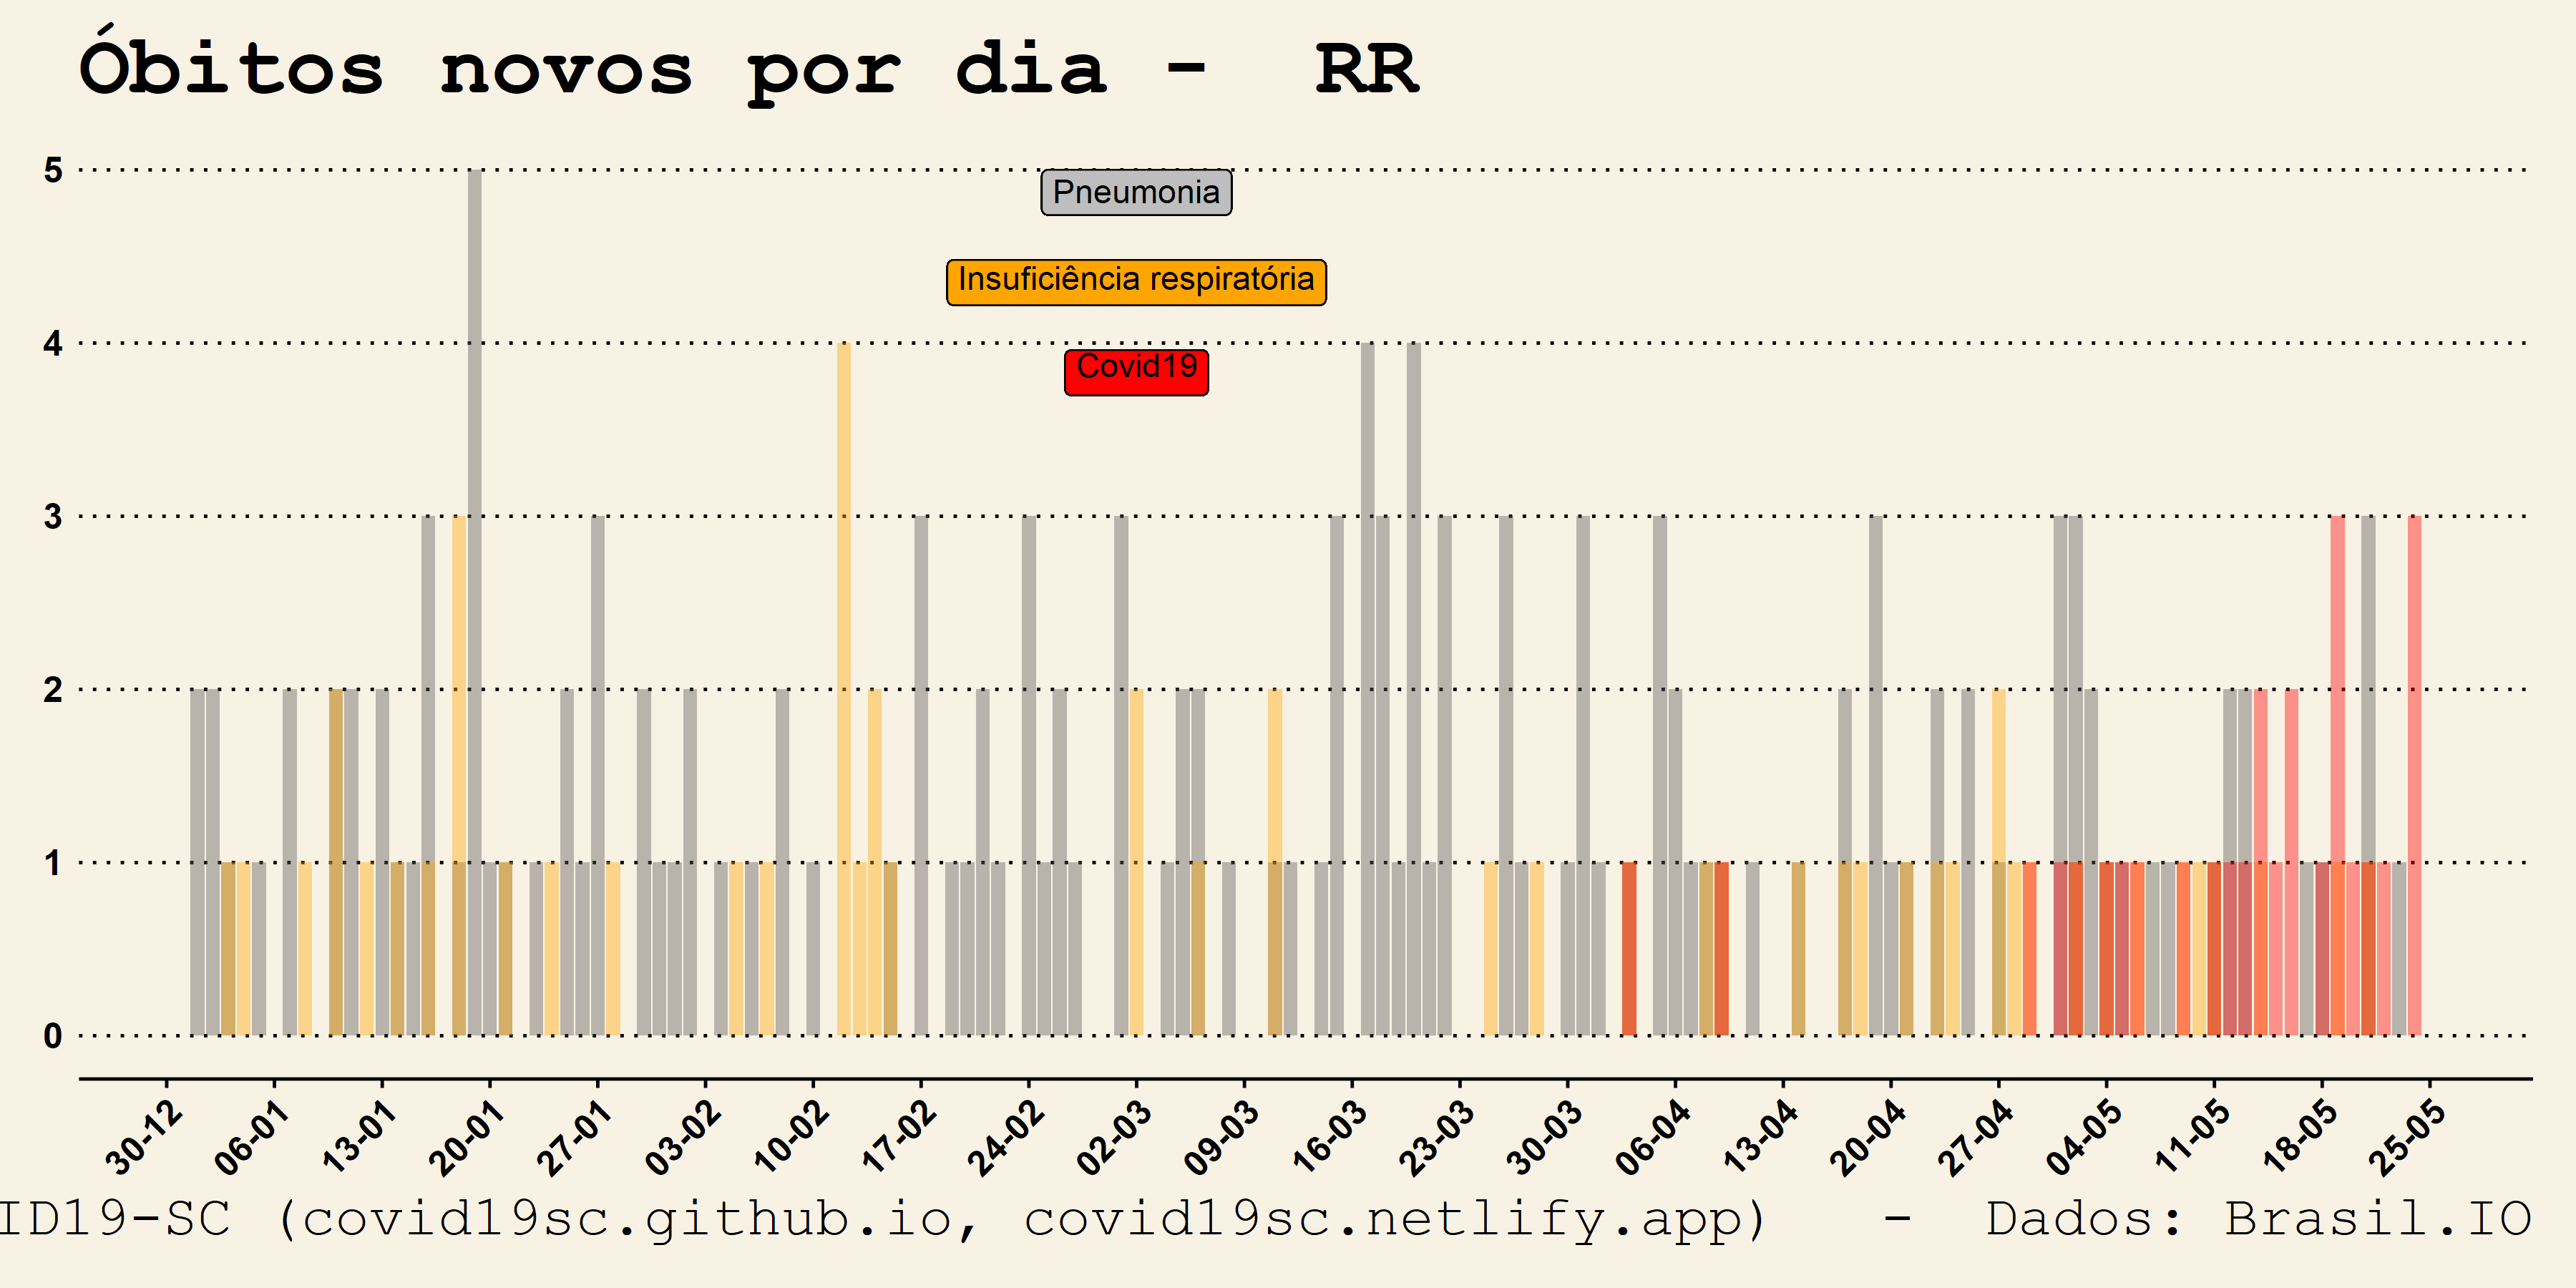 Óbitos novos por dia - RR
5
Pneumonia
Insuficiência respiratória
4
Covid19
3
2
1
0
30-12 06-01 13-01 20-01 27-01 03-02 10-02 17-02 24-02 02-03 09-03 16-03 23-03 30-03 06-04 13-04 20-04 27-04 04-05 11-05 18-05 25-05
ID19-SC (covid19sc.github.io, covid19sc.netlify.app) - Dados: Brasil.IO